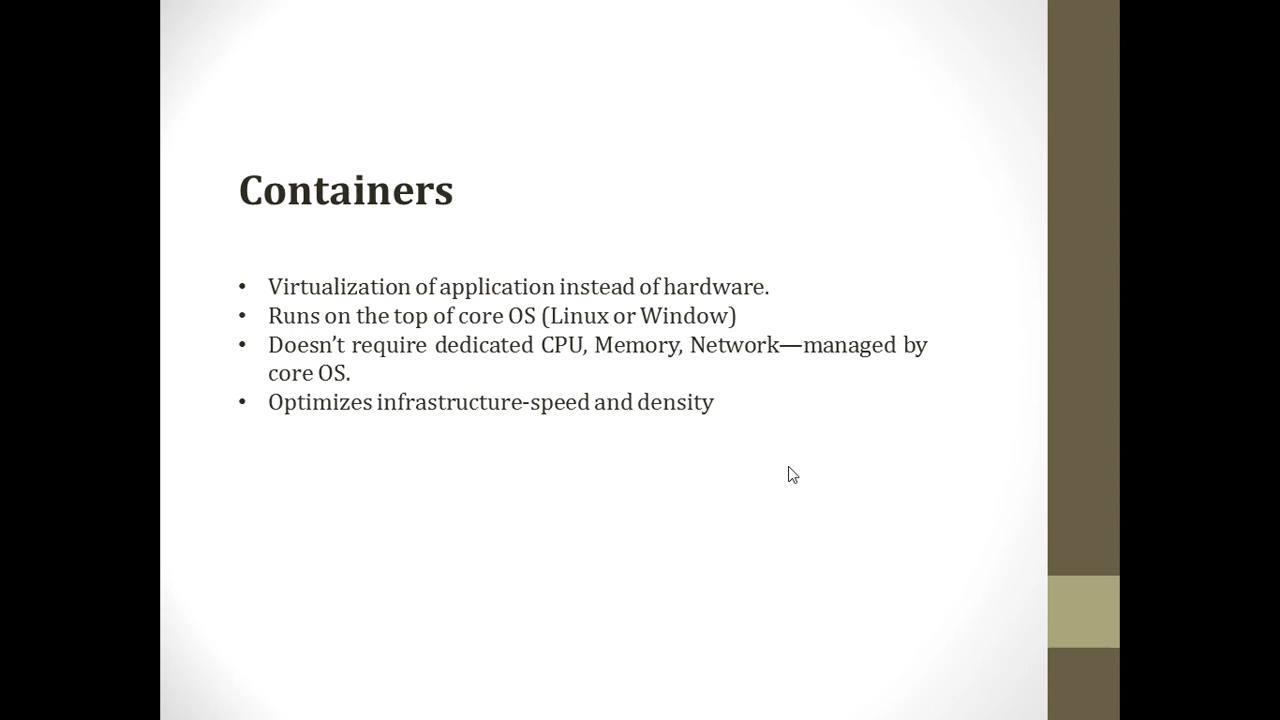 Containers
• Virtualization of application instead of hardware.
• Runs on the top of core OS (Linux or Window)
• Doesn’t require dedicated CPU, Memory, Network—managed by
core OS.
• Optimizes infrastructure-speed and density